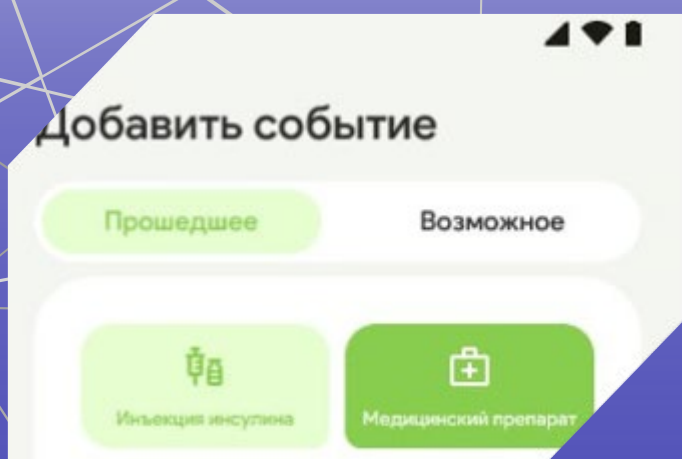 Добавить событие
Прошедшее
Возможное
Инъекция инсулина
Медицинский препарат